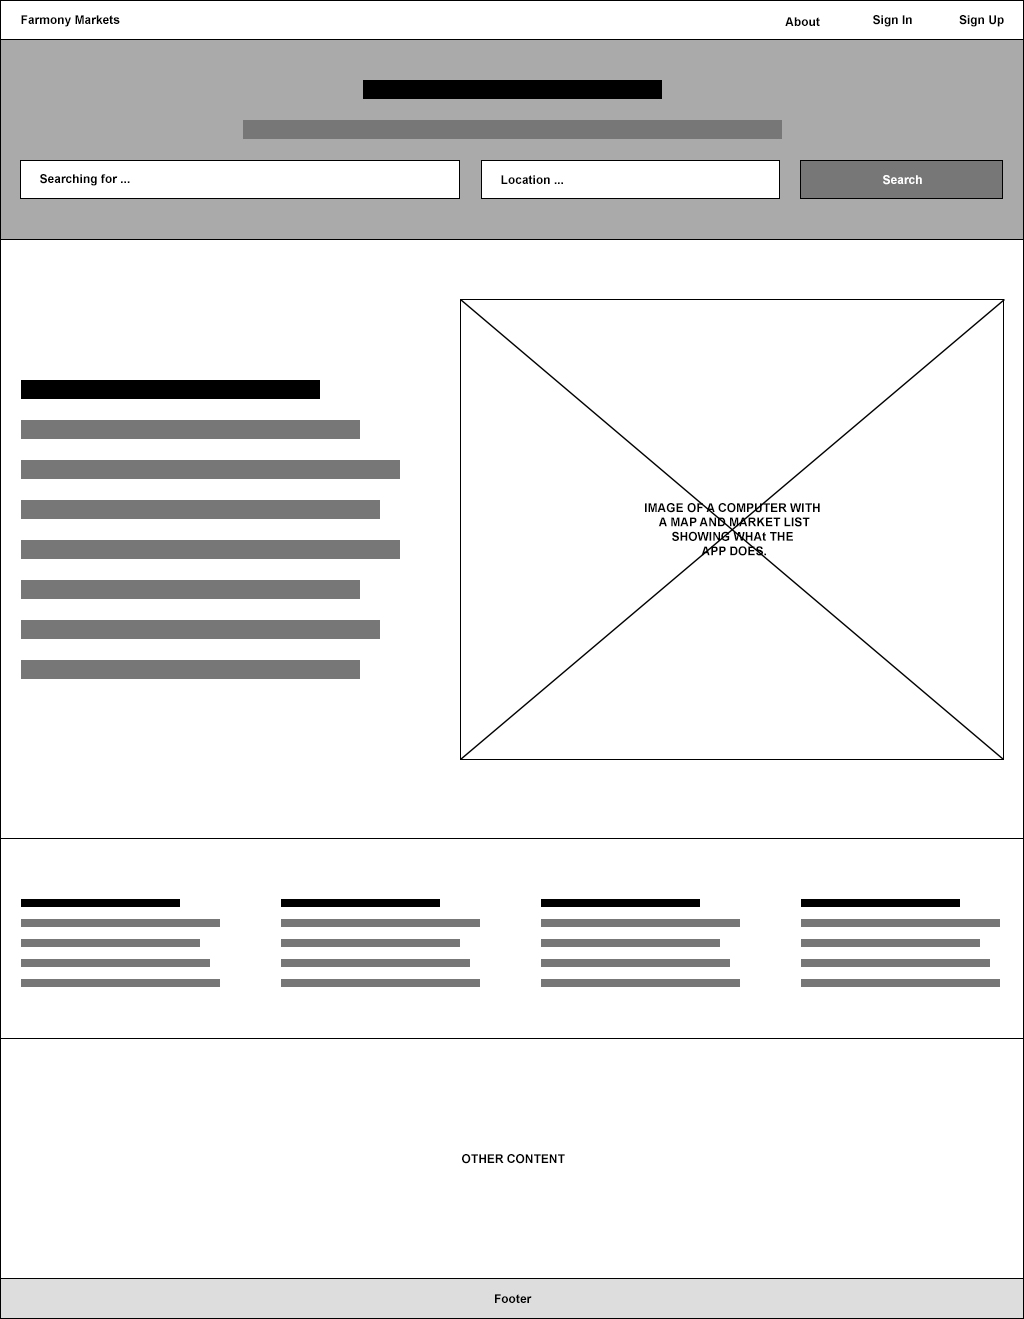 Farmony Markets
About
Sign In
Sign Up
Searching for ...
Location ...
Search
IMAGE OF A COMPUTER WITH
A MAP AND MARKET LIST
SHOWING WHAt THE
APP DOES.
OTHER CONTENT
Footer